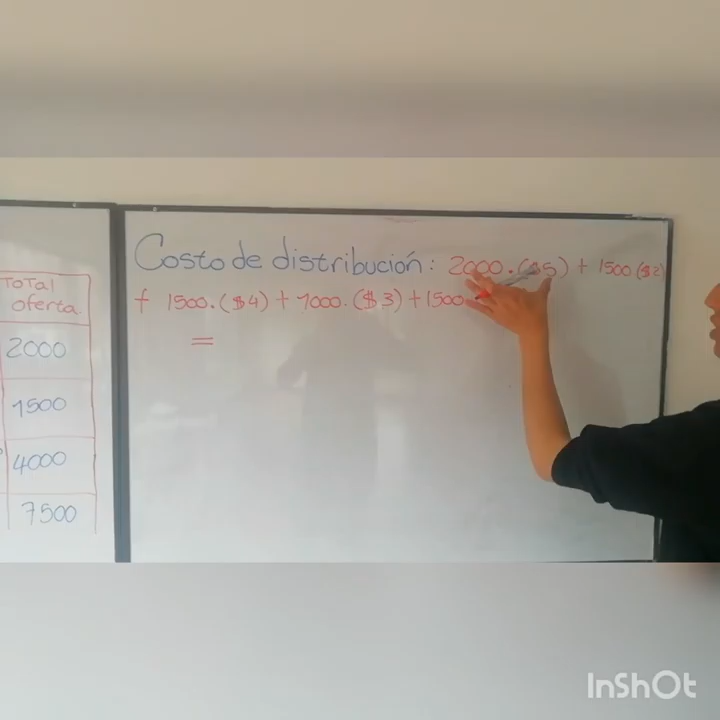 Costo de distribución: 2000.($5) + 1500 ($2)
+ 1500.($4) + 1000.($3) + 1500
=
ToTal
oferta
2000
1500
4000
7500
InShOt